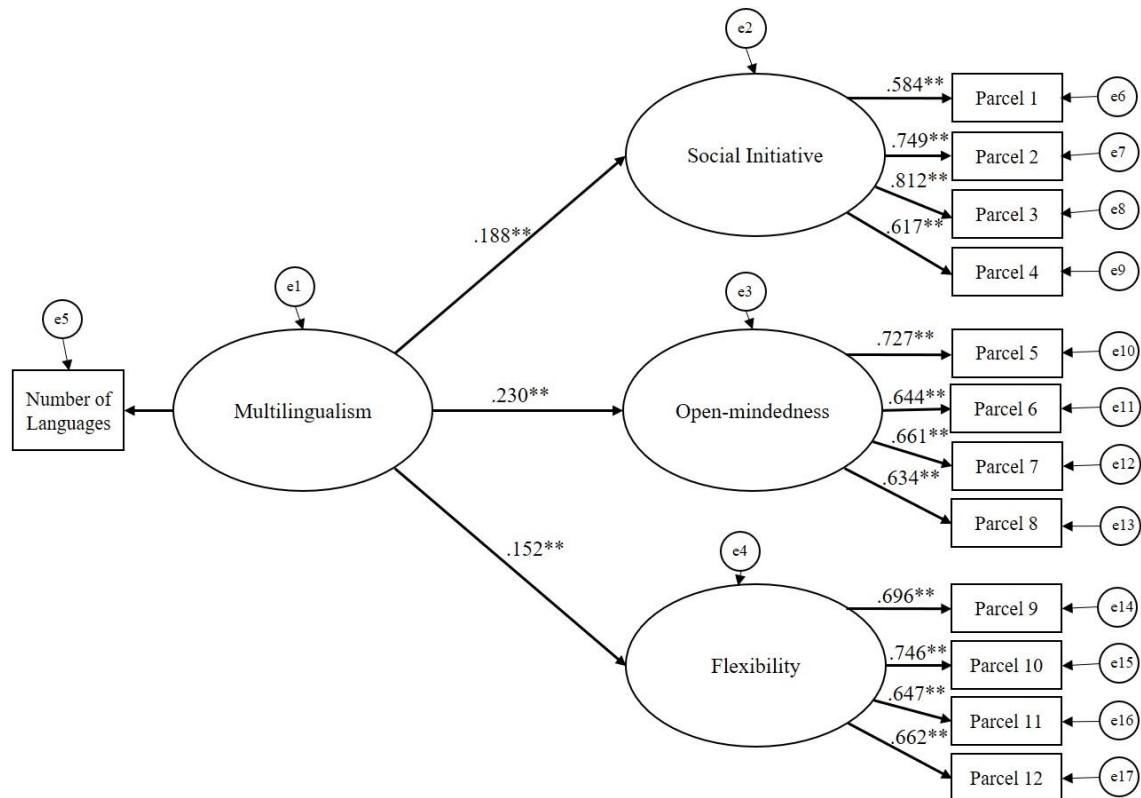 e2
.584**
Parcel 1
e6
.749**
Parcel 2
e7
Social Initiative
.812**
Parcel 3
e8
.617**
Parcel 4
e9
.188**
e1
e5
e3
.727**
Parcel 5
e10
Number of
Languages
Multilingualism
.230**
Open-mindedness
.644**
Parcel 6
e11
.661**
Parcel 7
e12
.634**
Parcel 8
e13
.152**
e4
.696**
Parcel 9
e14
Flexibility
.746**
Parcel 10
e15
.647**
Parcel 11
e16
.662**
Parcel 12
e17